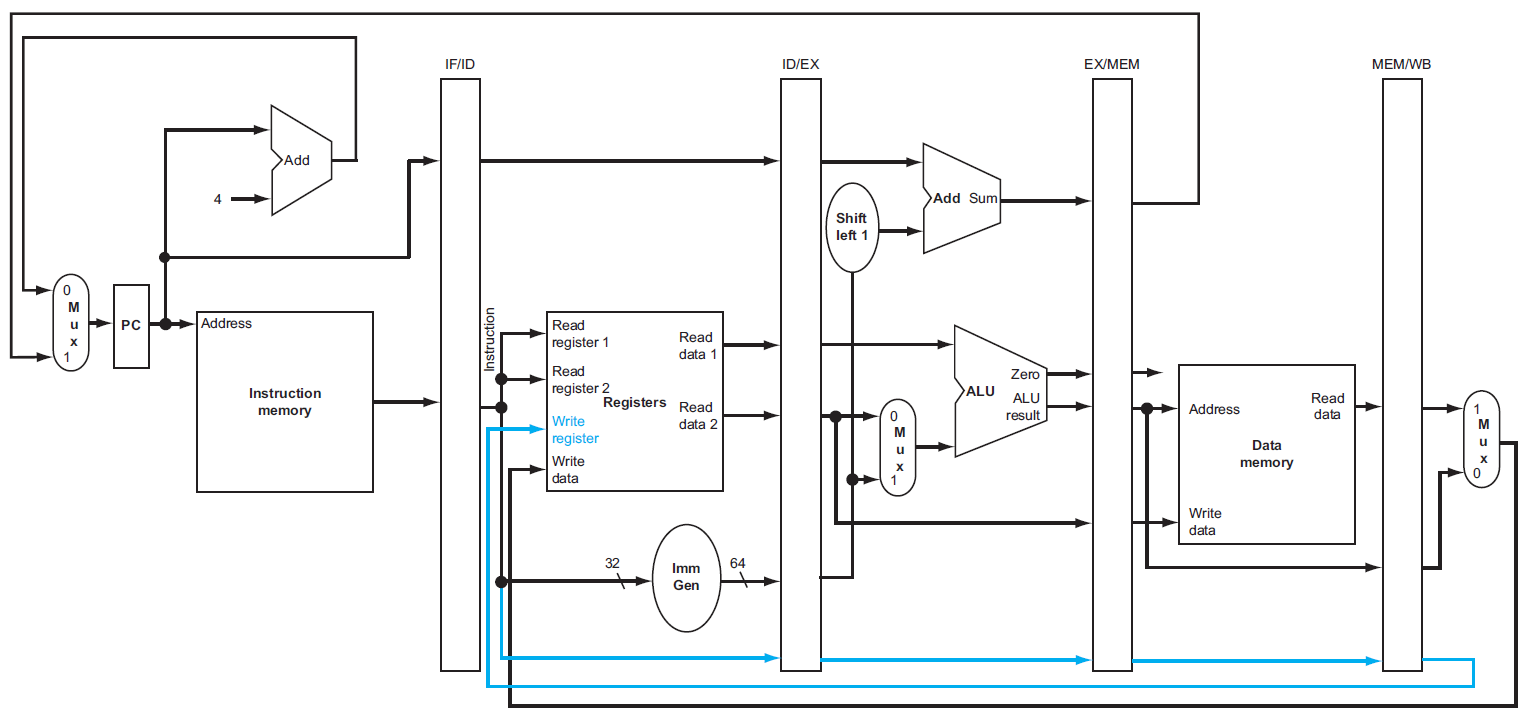 IF/ID
ID/EX
EX/MEM
MEM/WB
Add
4
Add Sum
Shift
left 1
0
M
u
x
1
PC
Address
Instruction
memory
Instruction
Read
register 1
Read
register 2
Registers
Write
register
Write
data
Read
data 1
Read
data 2
0
M
u
x
1
ALU
Zero
ALU
result
Address
Read
data
Data
memory
Write
data
1
M
u
x
0
32
Imm
Gen
64